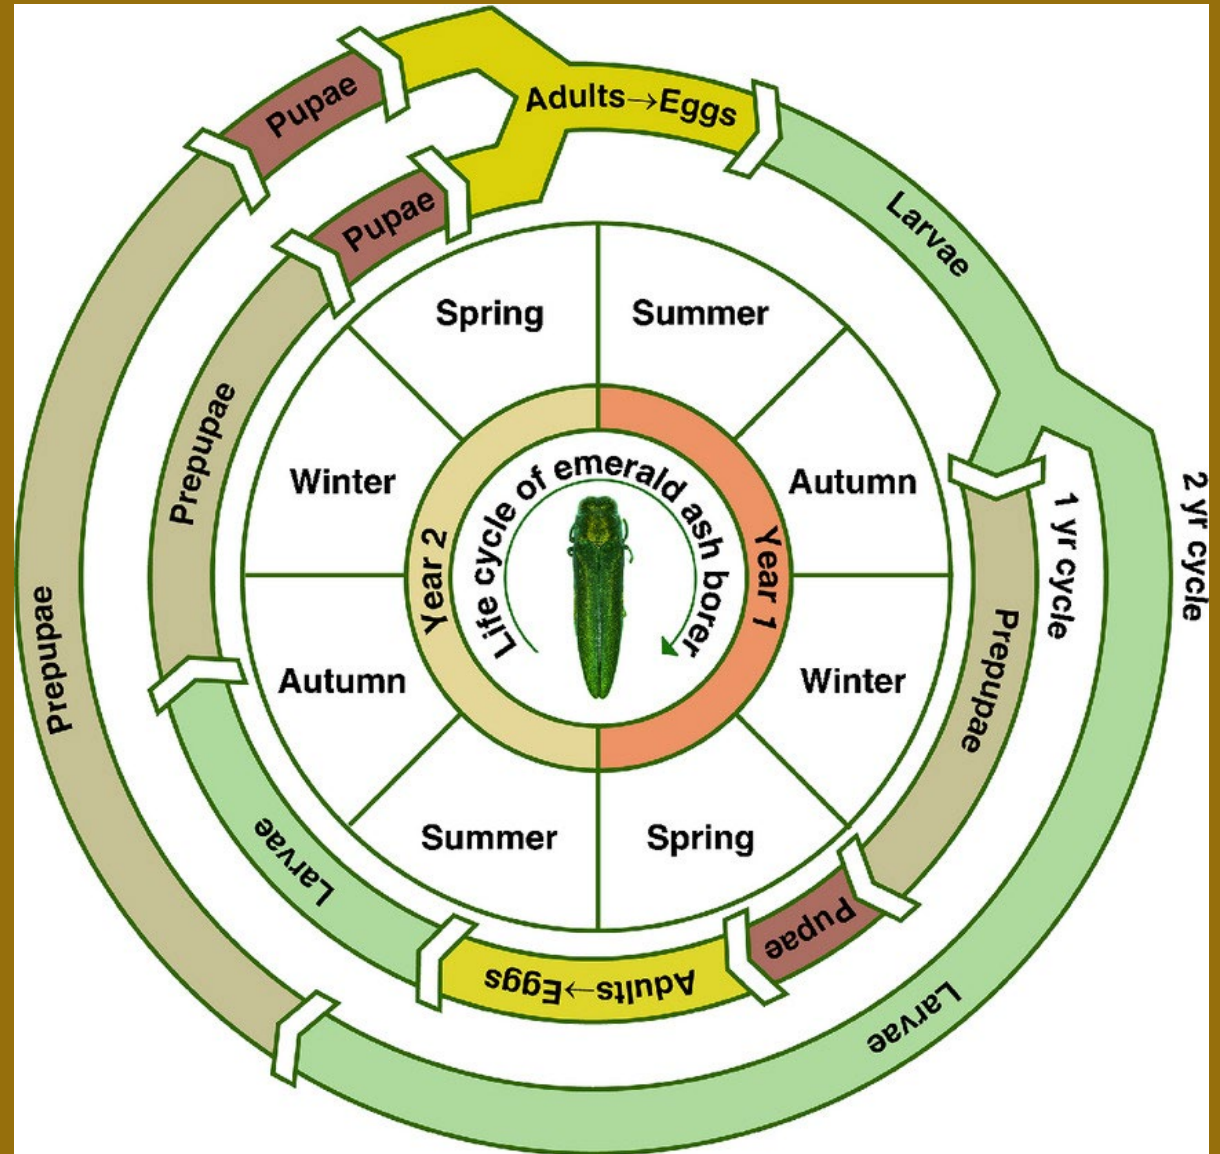 Adults→Eggs
Larvae
2 yr cycle
1 yr cycle
Prepupae
Pupae
Adults→Eggs
Larvae
Prepupae
Pupae
Larvae
Prepupae
Pupae
Spring
Summer
Winter
Autumn
Autumn
Winter
Summer
Spring
Year 2
Year 1
Life cycle of emerald ash borer